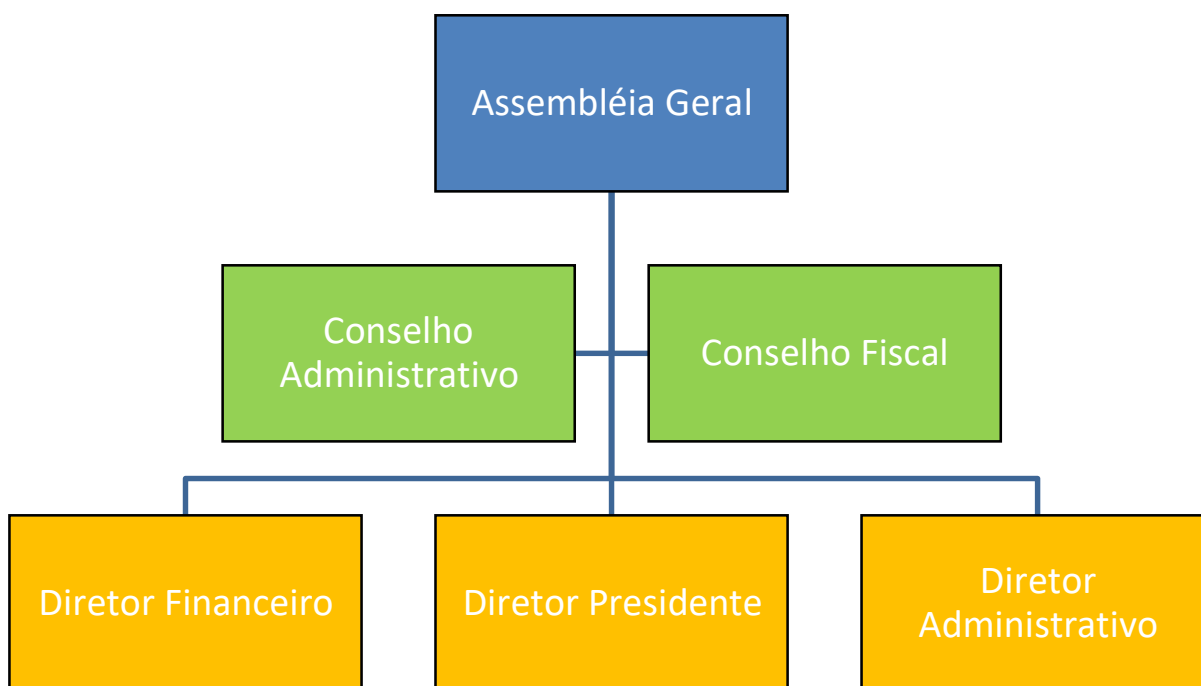 Assembléia Geral
Conselho
Administrativo
Conselho Fiscal
Diretor Financeiro
Diretor Presidente
Diretor
Administrativo